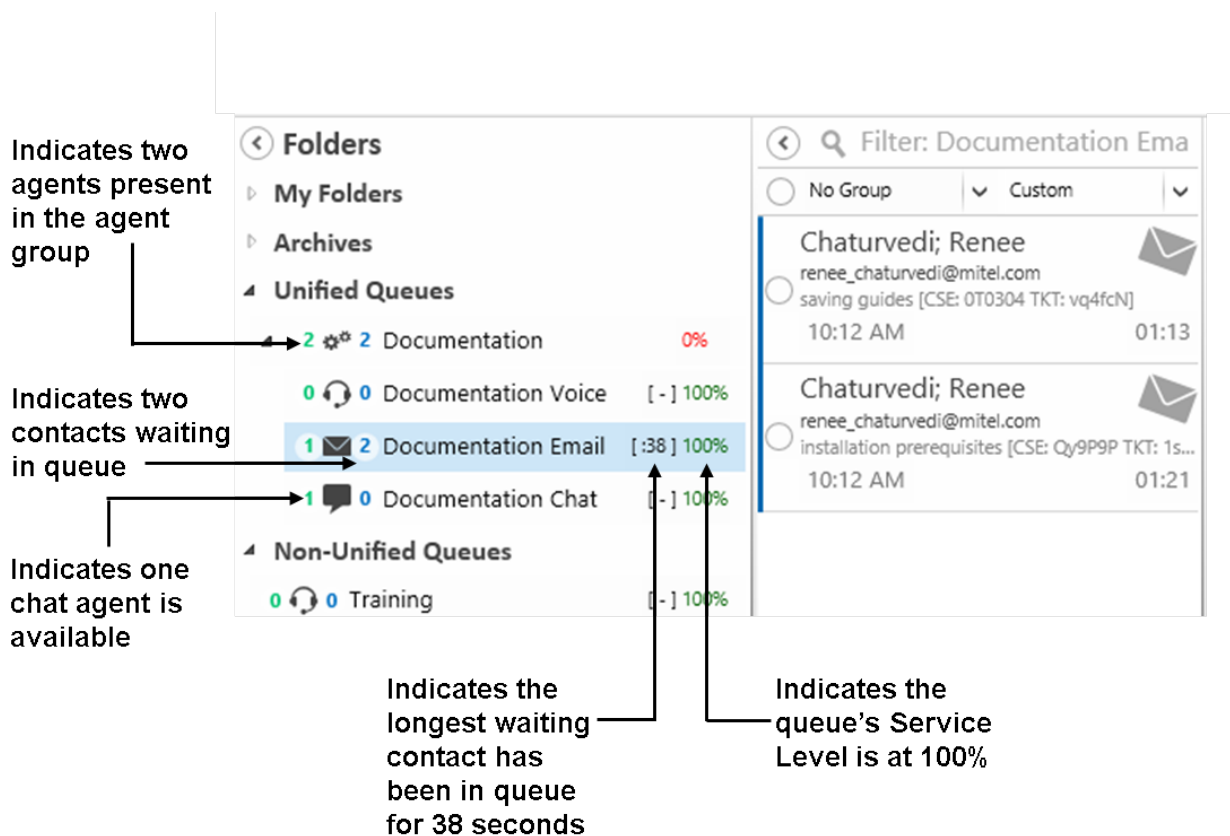 Indicates two
agents present
in the agent
group
Indicates two
contacts waiting
in queue
Indicates one
chat agent is
available
Folders
My Folders
Archives
Unified Queues
2 2 Documentation 0%
0 0 Documentation Voice [ - ] 100%
1 2 Documentation Email [ :38 ] 100%
1 0 Documentation Chat [ - ] 100%
Non-Unified Queues
0 0 Training [ - ] 100%
Filter: Documentation Ema
No Group Custom
Chaturvedi; Renee
renee_chaturvedi@mitel.com
saving guides [CSE: 0T0304 TKT: vq4fcN]
10:12 AM 01:13
Chaturvedi; Renee
renee_chaturvedi@mitel.com
installation prerequisites [CSE: Qy9P9P TKT: 1s...
10:12 AM 01:21
Indicates the
longest waiting
contact has
been in queue
for 38 seconds
Indicates the
queue's Service
Level is at 100%